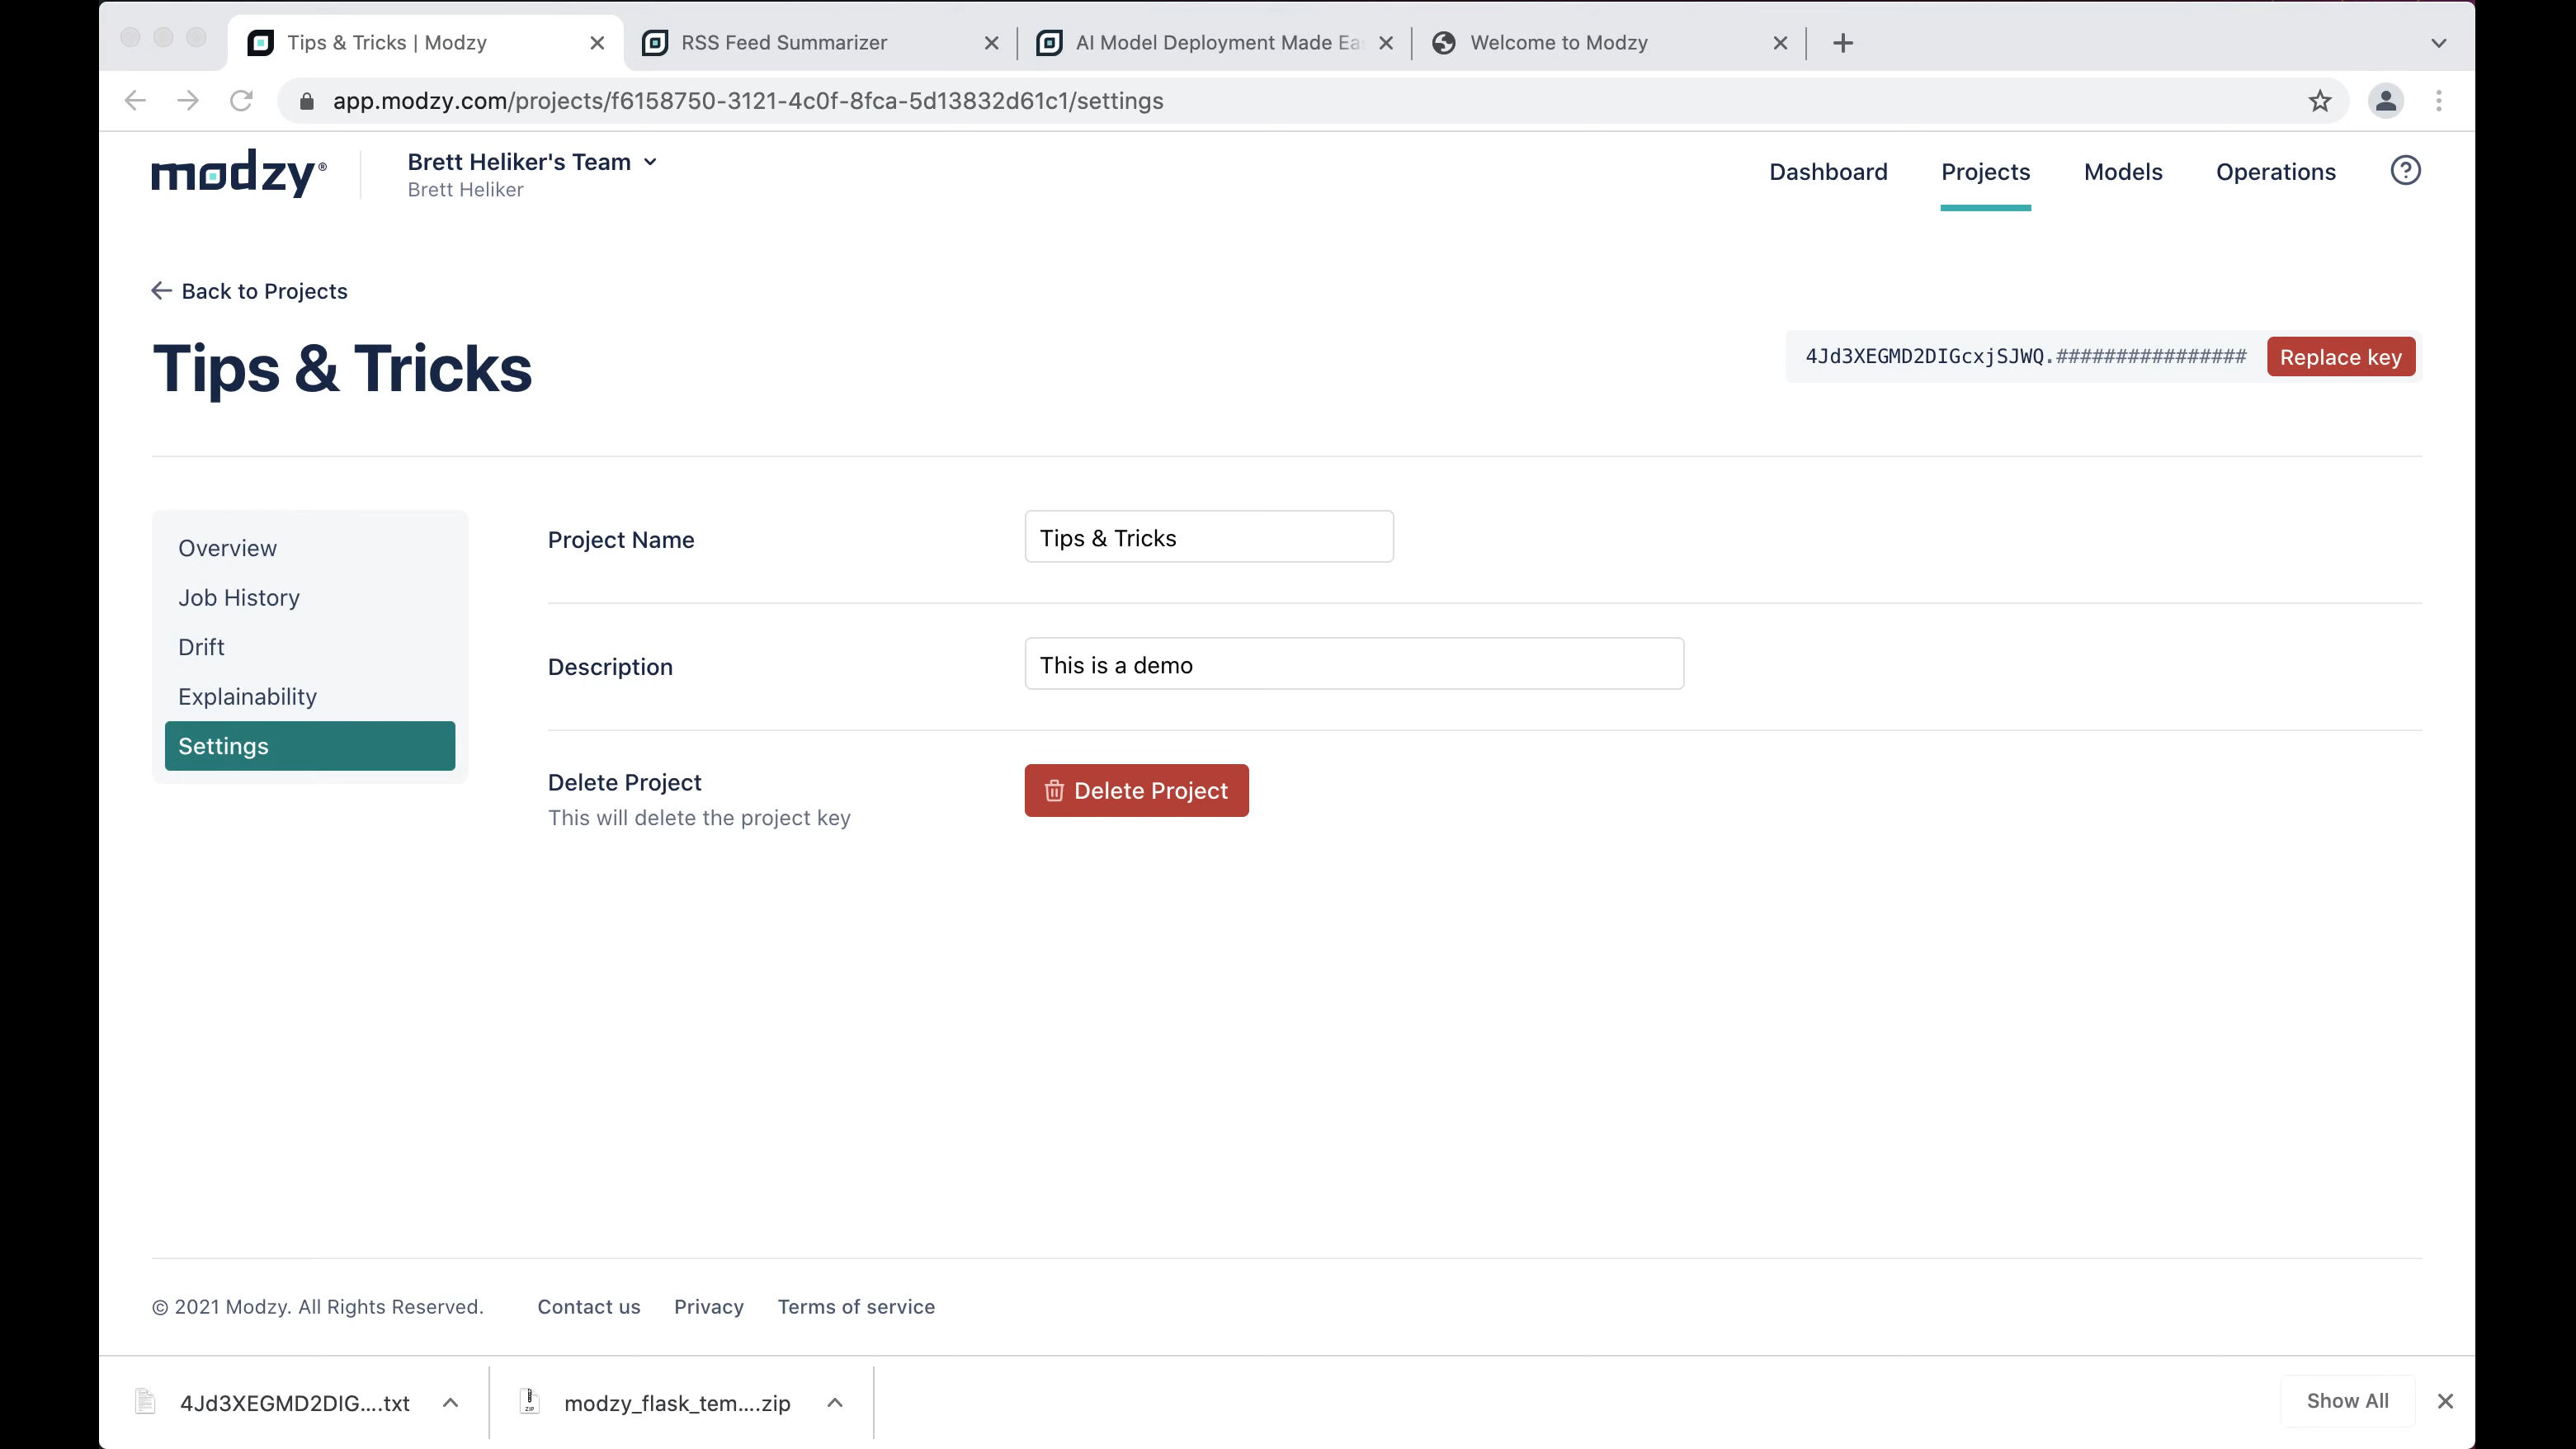 Tips & Tricks | Modzy
RSS Feed Summarizer
AI Model Deployment Made Ea
Welcome to Modzy
app.modzy.com/projects/f6158750-3121-4c0f-8fca-5d13832d61c1/settings
modzy®
Brett Heliker's Team
Brett Heliker
Dashboard
Projects
Models
Operations
?
Back to Projects
Tips & Tricks
4Jd3XEGMD2DIGcxjSJWQ.################
Replace key
Overview
Job History
Drift
Explainability
Settings
Project Name
Tips & Tricks
Description
This is a demo
Delete Project
This will delete the project key
Delete Project
© 2021 Modzy. All Rights Reserved.
Contact us
Privacy
Terms of service
4Jd3XEGMD2DIG....txt
ZIP
modzy_flask_tem....zip
Show All